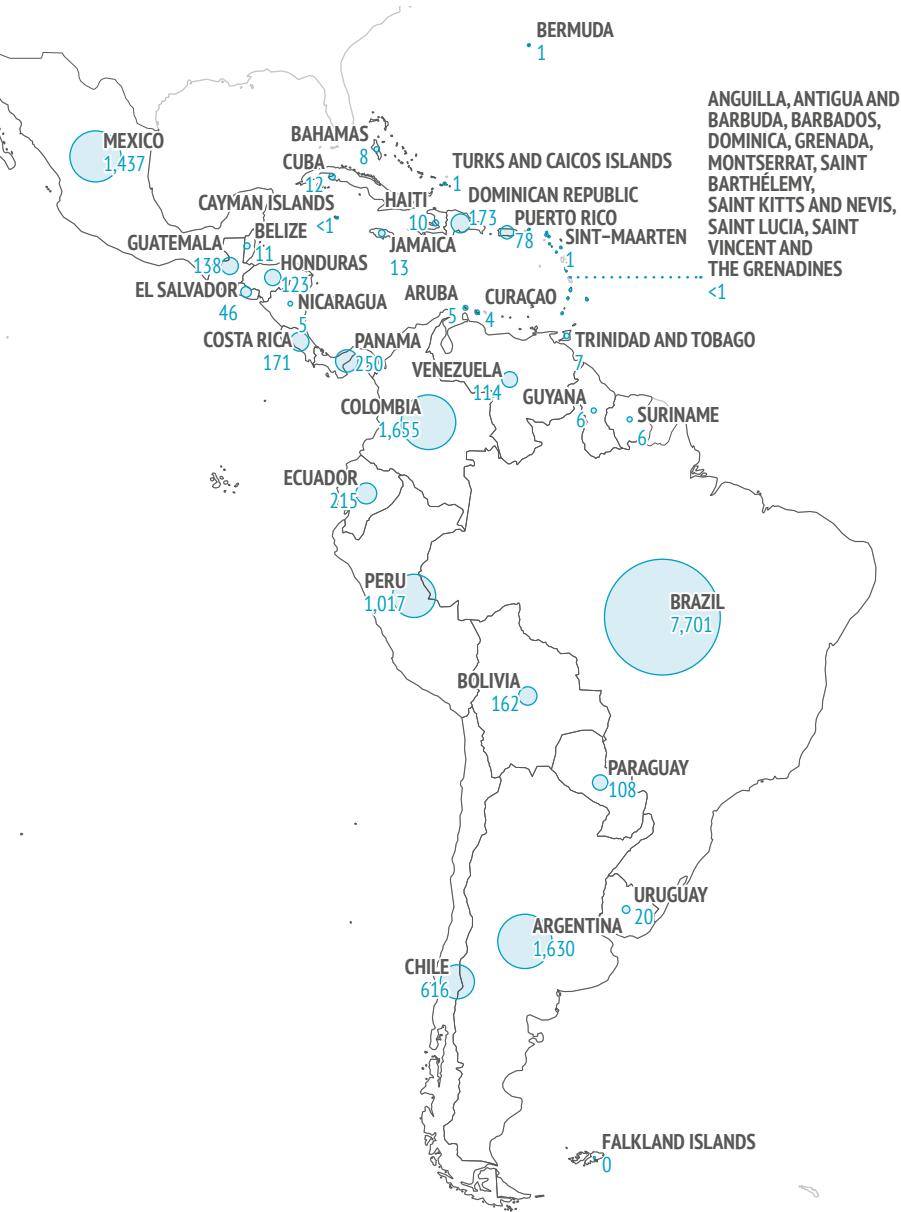 BERMUDA
1
ANGUILLA, ANTIGUA AND
BARBUDA, BARBADOS,
DOMINICA, GRENADA,
MONTSERRAT, SAINT
BARTHÉLEMY,
SAINT KITTS AND NEVIS,
SAINT LUCIA, SAINT
VINCENT AND
THE GRENADINES
<1
MEXICO
1,437
BAHAMAS
8
CUBA
12
TURKS AND CAICOS ISLANDS
1
CAYMAN ISLANDS
<1
HAITI
10
DOMINICAN REPUBLIC
173
PUERTO RICO
78
SINT–MAARTEN
1
JAMAICA
13
GUATEMALA
138
BELIZE
11
HONDURAS
123
EL SALVADOR
46
NICARAGUA
5
ARUBA
5
CURAÇAO
4
COSTA RICA
171
PANAMA
250
TRINIDAD AND TOBAGO
7
VENEZUELA
114
GUYANA
6
SURINAME
6
COLOMBIA
1,655
ECUADOR
215
PERU
1,017
BRAZIL
7,701
BOLIVIA
162
PARAGUAY
108
URUGUAY
20
ARGENTINA
1,630
CHILE
616
FALKLAND ISLANDS
0